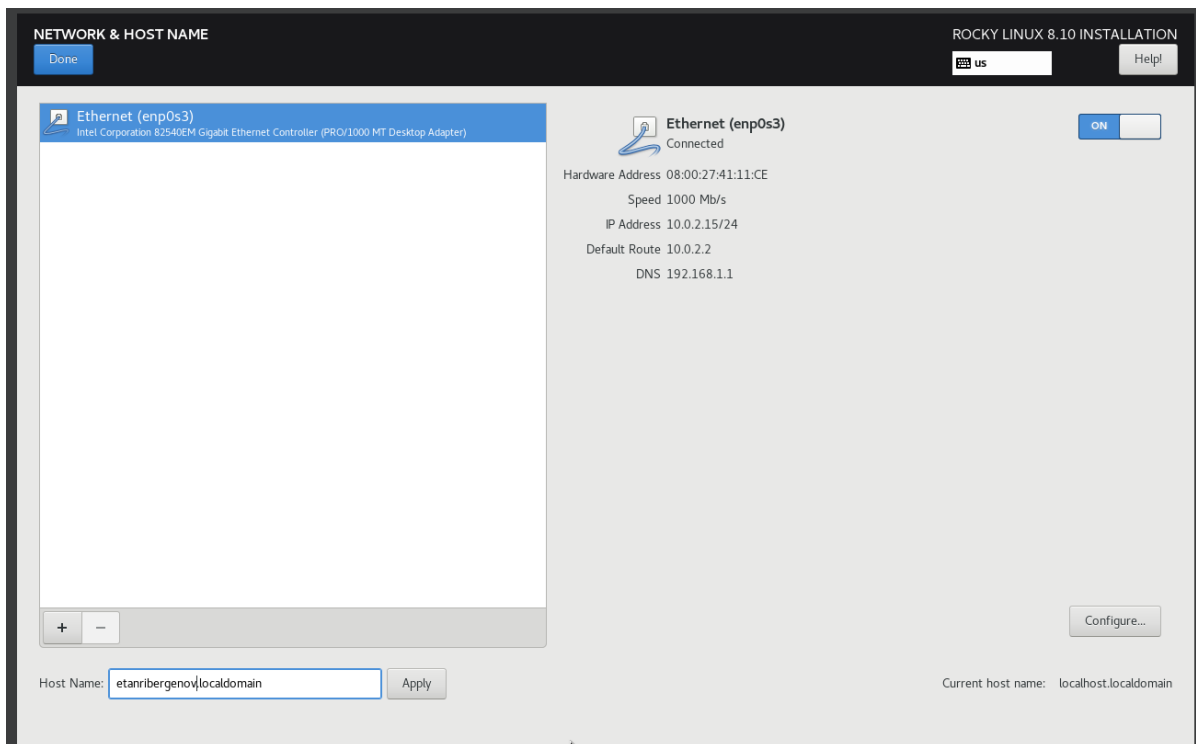 NETWORK & HOST NAME
ROCKY LINUX 8.10 INSTALLATION
Done
us
Help!
Ethernet (enp0s3)
Intel Corporation 82540EM Gigabit Ethernet Controller (PRO/1000 MT Desktop Adapter)
Ethernet (enp0s3)
Connected
ON
Hardware Address 08:00:27:41:11:CE
Speed 1000 Mb/s
IP Address 10.0.2.15/24
Default Route 10.0.2.2
DNS 192.168.1.1
+ −
Configure...
Host Name: etanribergenov.localdomain Apply
Current host name: localhost.localdomain